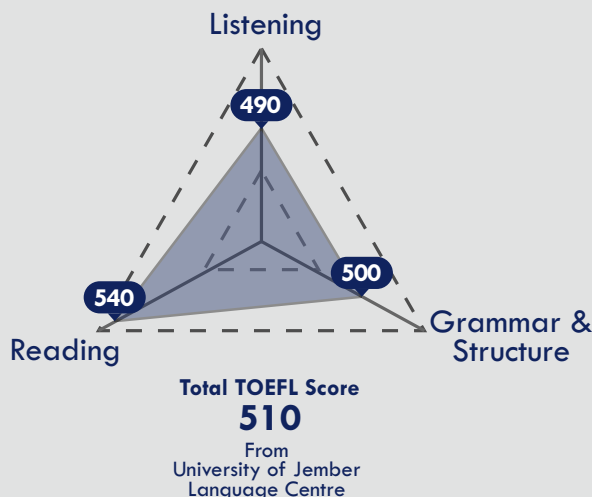 Listening
490
540
500
Reading
Grammar &
Structure
Total TOEFL Score
510
From
University of Jember
Language Centre